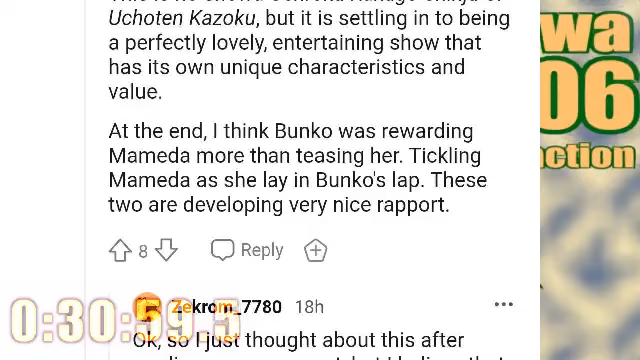 Uchoten Kazoku, but it is settling in to being
a perfectly lovely, entertaining show that
has its own unique characteristics and
value.
At the end, I think Bunko was rewarding
Mameda more than teasing her. Tickling
Mameda as she lay in Bunko's lap. These
two are developing very nice rapport.
8 Reply
Zekrom_7780 18h
Ok, so I just thought about this after
0:30:59.5
wa
06
ction